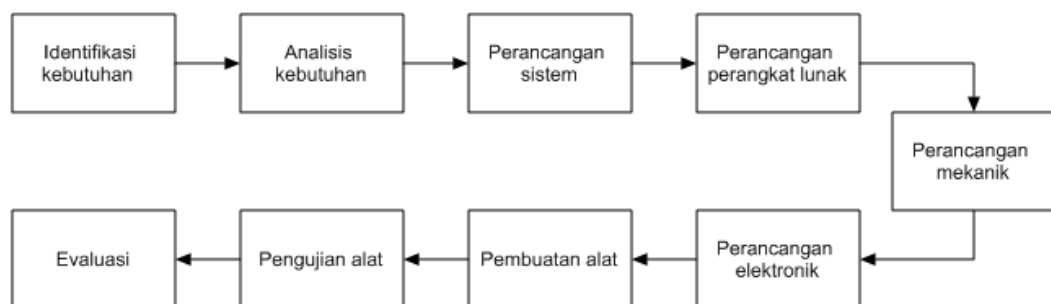 Identifikasi
kebutuhan
Analisis
kebutuhan
Perancangan
sistem
Perancangan
perangkat lunak
Perancangan
mekanik
Perancangan
elektronik
Pembuatan alat
Pengujian alat
Evaluasi